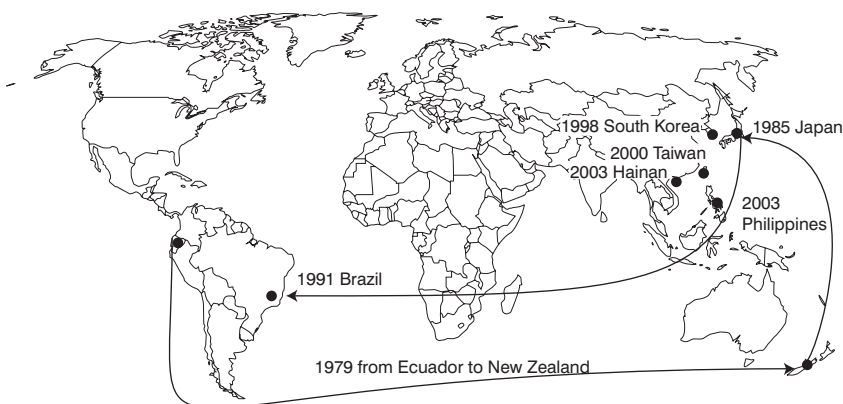 1998 South Korea
1985 Japan
2000 Taiwan
2003 Hainan
2003
Philippines
1991 Brazil
1979 from Ecuador to New Zealand